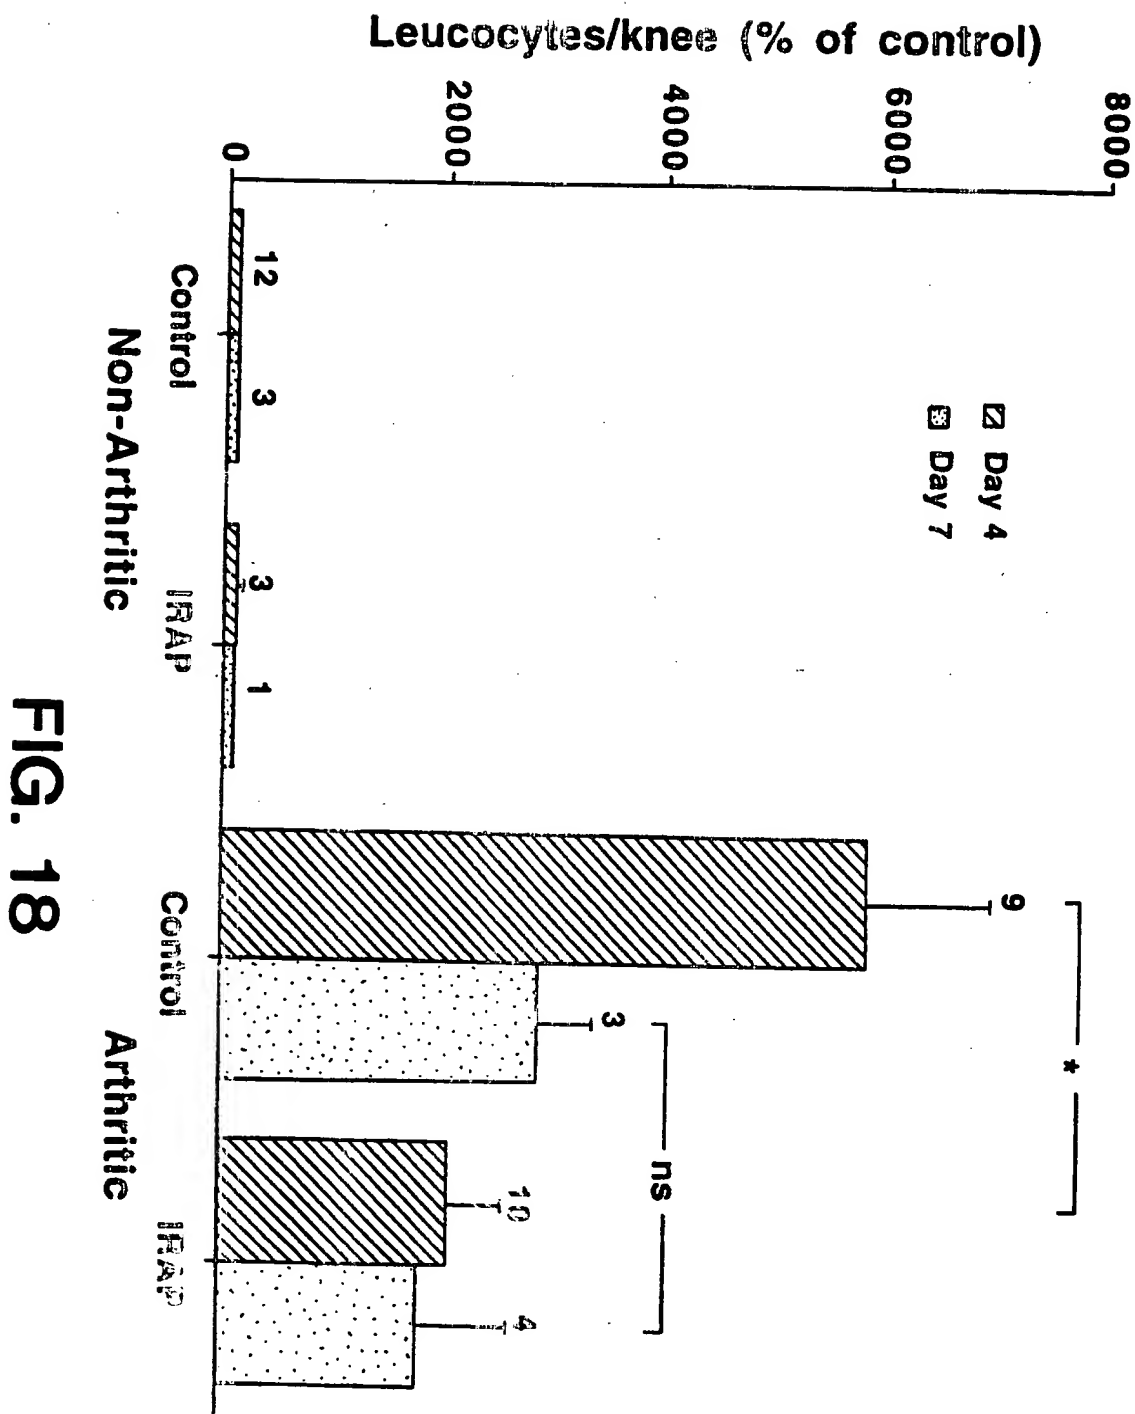 Leucocytes/knee (% of control)
8000
6000
4000
2000
0
Day 4
Day 7
12
3
3
1
9
3
10
4
*
ns
Control
IRAP
Control
IRAP
Non-Arthritic
Arthritic
FIG. 18